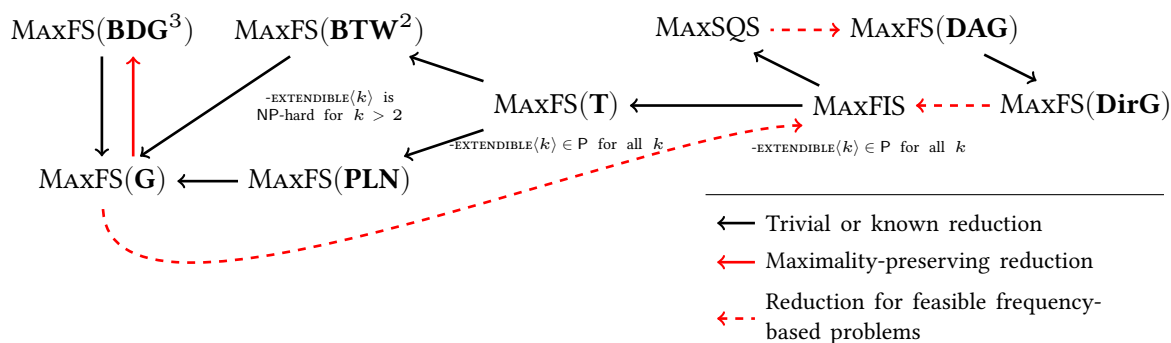 MAXFS(BDG³) MAXFS(BTW²) MAXSQS MAXFS(DAG)
-EXTENDIBLE⟨k⟩ is
NP-hard for k > 2
MAXFS(T) MAXFIS MAXFS(DirG)
-EXTENDIBLE⟨k⟩ ∈ P for all k -EXTENDIBLE⟨k⟩ ∈ P for all k
MAXFS(G) MAXFS(PLN)
Trivial or known reduction
Maximality-preserving reduction
Reduction for feasible frequency-
based problems